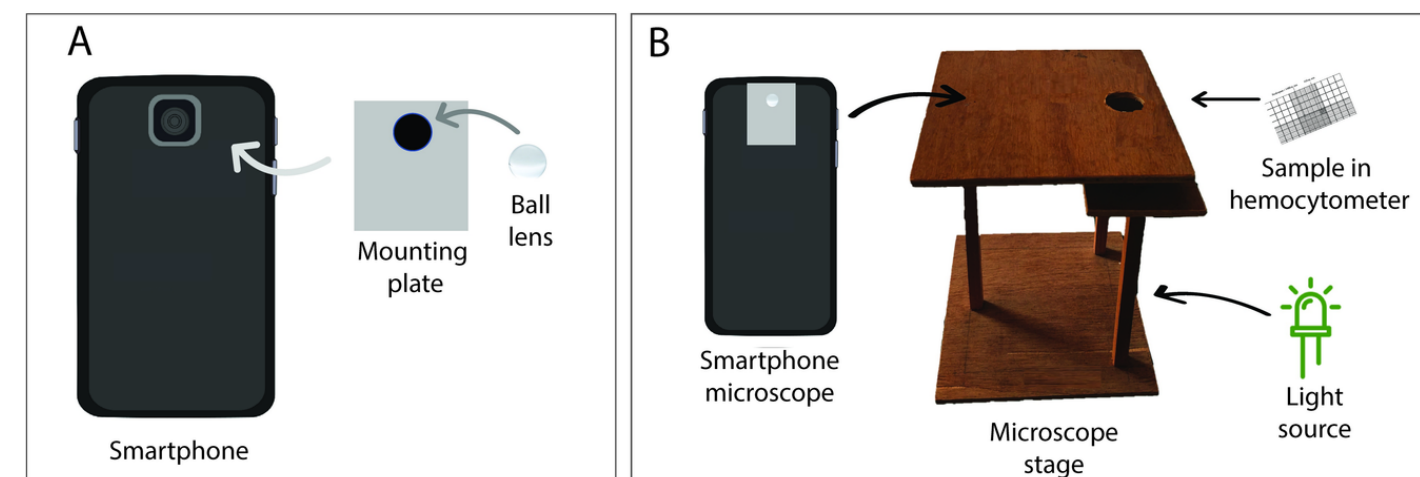 A
Smartphone
Mounting
plate
Ball
lens
B
Smartphone
microscope
Microscope
stage
Sample in
hemocytometer
Light
source